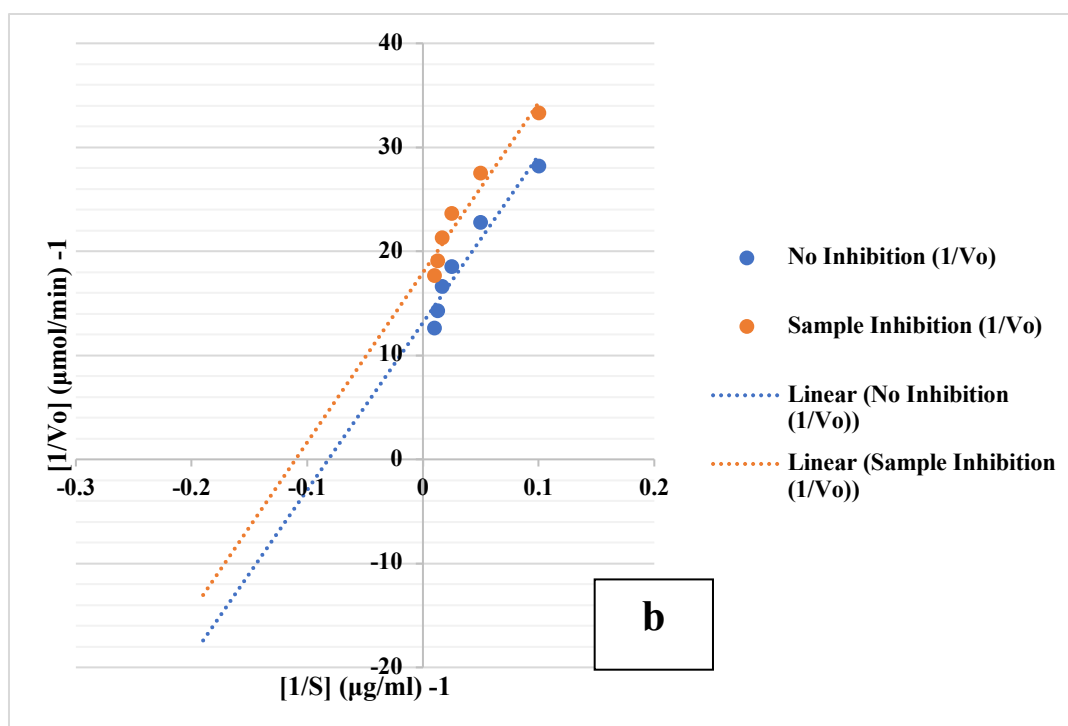 40
30
20
10
0
-10
-20
-0.3
-0.2
-0.1
0
0.1
0.2
[1/Vo] (μmol/min) -1
[1/S] (μg/ml) -1
No Inhibition (1/Vo)
Sample Inhibition (1/Vo)
Linear (No Inhibition
(1/Vo))
Linear (Sample Inhibition
(1/Vo))
b